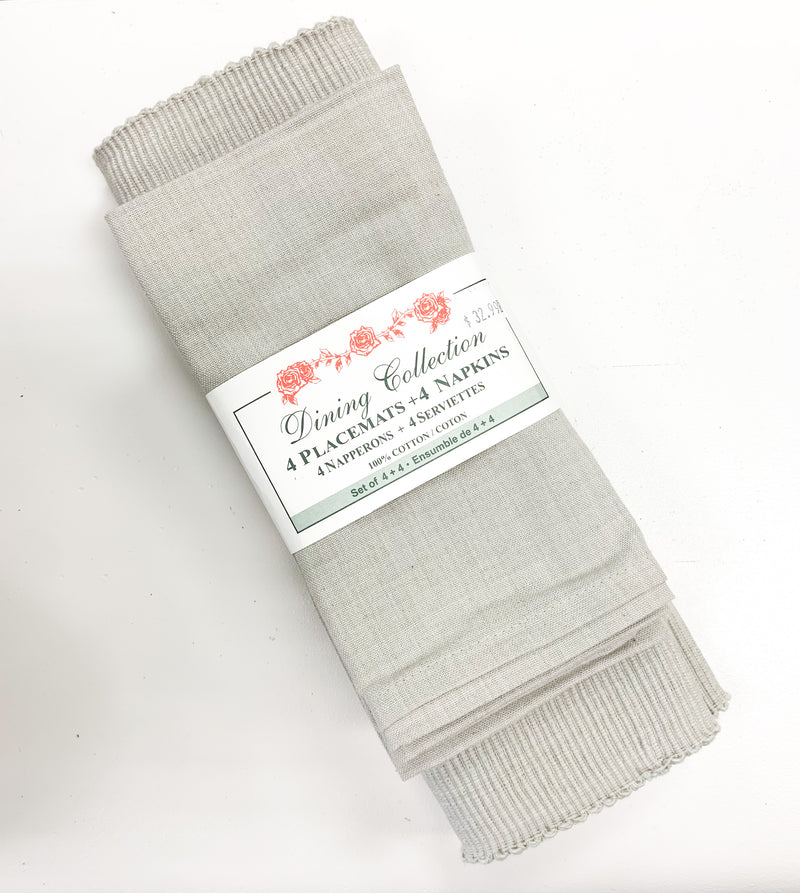 $ 32.99
Dining Collection
4 PLACEMATS + 4 NAPKINS
4 NAPPERONS + 4 SERVIETTES
100% COTTON / COTON
Set of 4 + 4 • Ensumble de 4 + 4